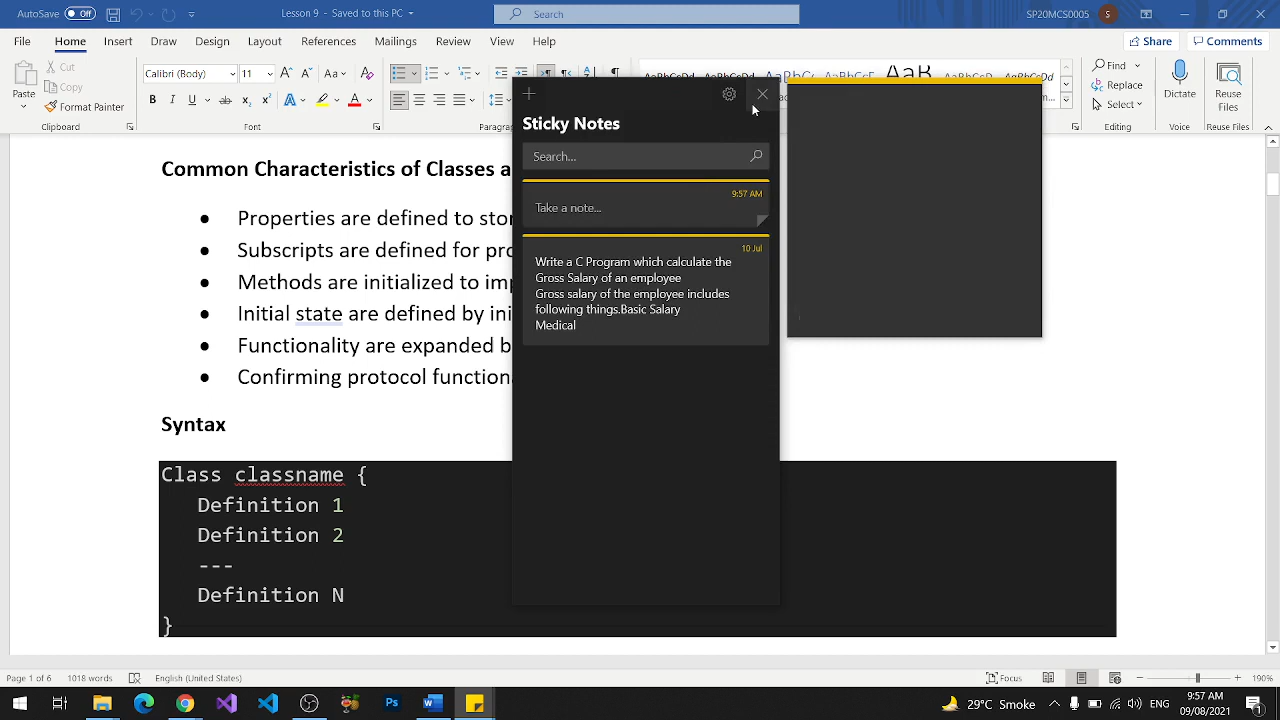 AutoSave Off
Lesson - 9 Characteristics of Class... - Saved to this PC
Search
SP20MCS005
S
File Home Insert Draw Design Layout References Mailings Review View Help
Share
Comments
Paste
Cut
Copy
Format Painter
Clipboard
Calibri (Body)
11
Font
Paragraph
Find
Replace
Select
Editing
Dictate
Voice
Reuse Files
Reuse Files
Common Characteristics of Classes
Properties are defined to
Subscripts are defined for
Methods are initialized to
Initial state are defined by
Functionality are expanded
Confirming protocol
Syntax
Class classname {
Definition 1
Definition 2
---
Definition N
}
Sticky Notes
Search...
9:57 AM
Take a note...
10 Jul
Write a C Program which calculate the
Gross Salary of an employee
Gross salary of the employee includes
following things.Basic Salary
Medical
Page 1 of 6 1018 words English (United States)
Focus
190%
29°C Smoke
ENG
9:57 AM
09/08/2021